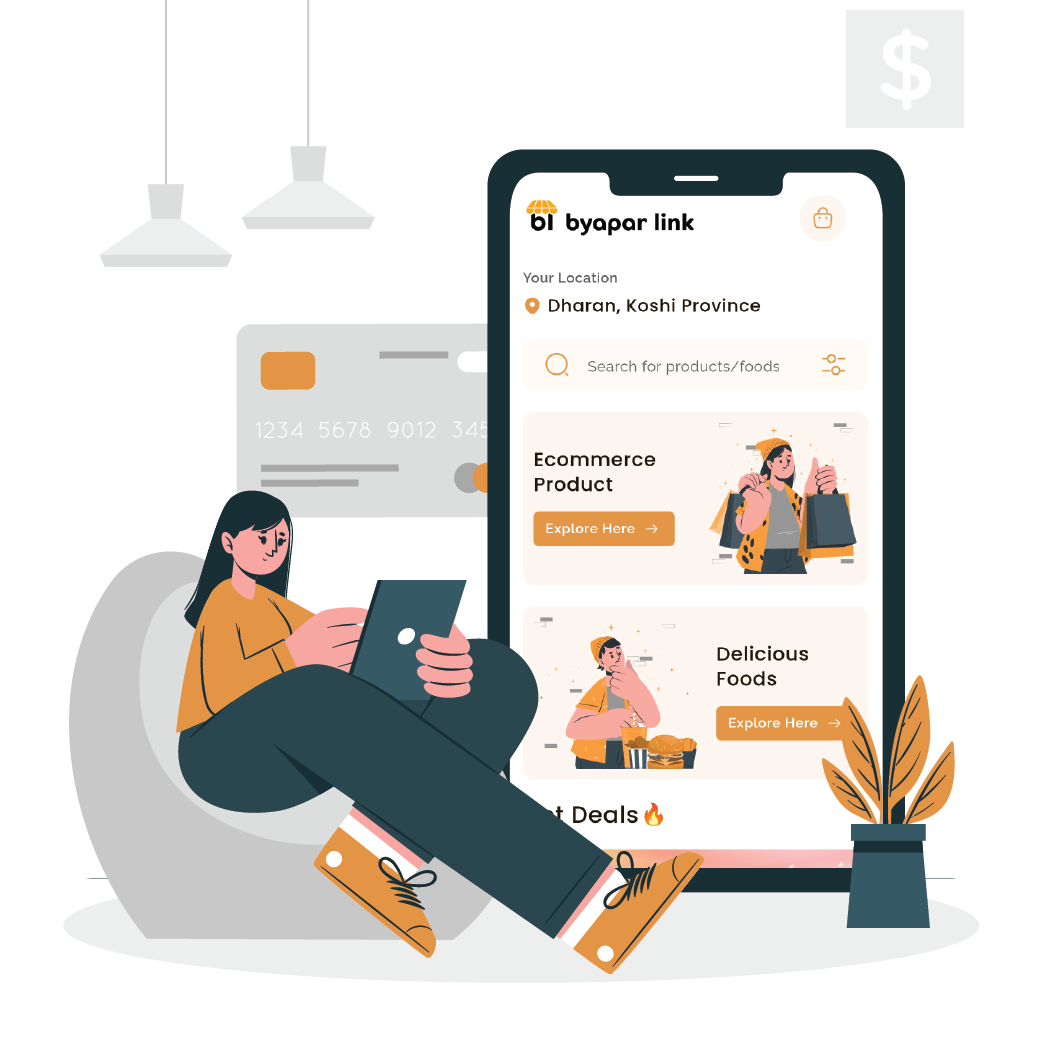 $
bl byapar link
Your Location
Dharan, Koshi Province
Search for products/foods
1234 5678 9012 345
Ecommerce
Product
Explore Here →
Delicious
Foods
Explore Here →
Deals🔥